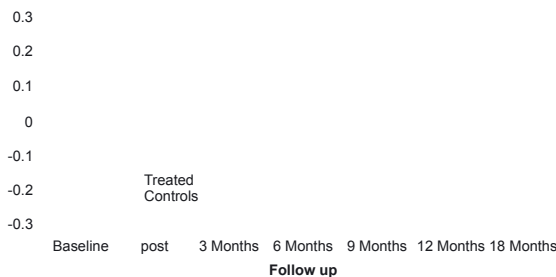 0.3
0.2
0.1
0
-0.1
-0.2
-0.3
Treated
Controls
Baseline post 3 Months 6 Months 9 Months 12 Months 18 Months
Follow up